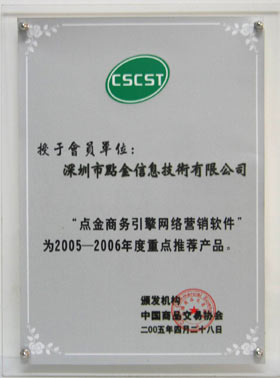 CSCST
授于會員單位：
深圳市點金信息技術有限公司
“点金商务引擎网络营销软件”
为2005—2006年度重点推荐产品。
颁发机构
中国商品交易协会
二00五年四月二十八日